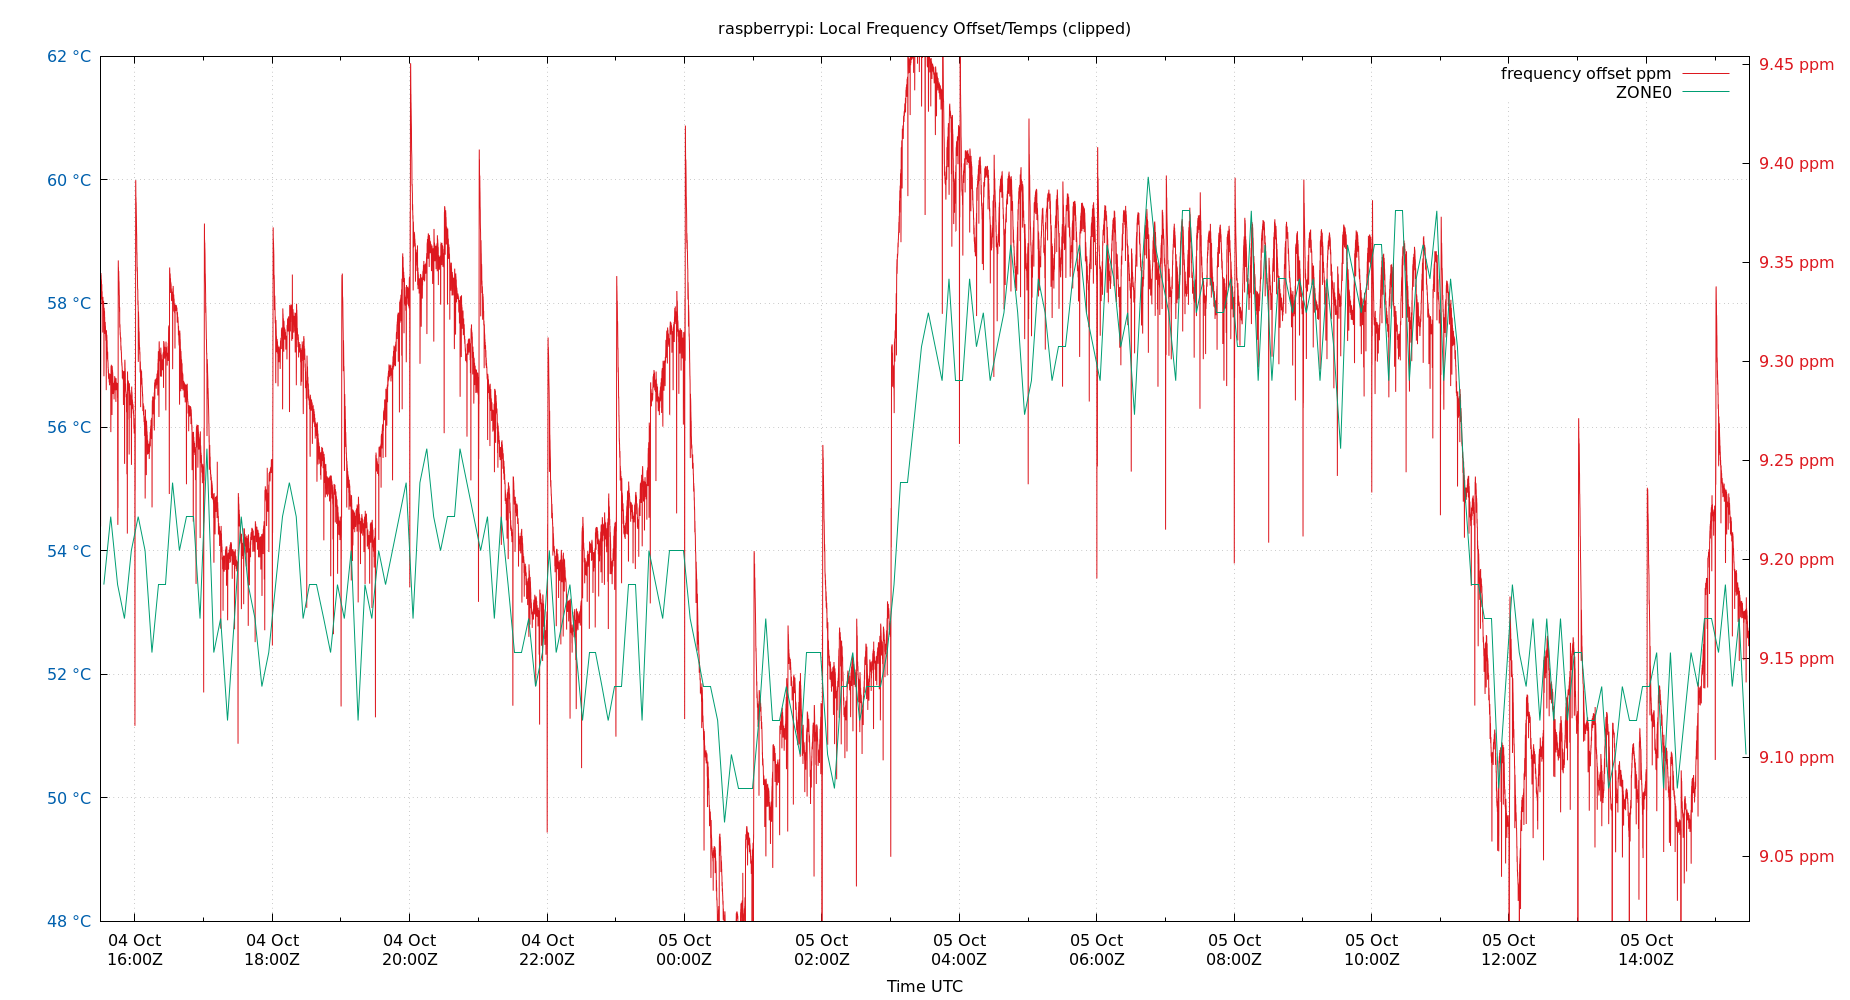 raspberrypi: Local Frequency Offset/Temps (clipped)
62 °C
60 °C
58 °C
56 °C
54 °C
52 °C
50 °C
48 °C
9.45 ppm
9.40 ppm
9.35 ppm
9.30 ppm
9.25 ppm
9.20 ppm
9.15 ppm
9.10 ppm
9.05 ppm
frequency offset ppm
ZONE0
04 Oct
16:00Z
04 Oct
18:00Z
04 Oct
20:00Z
04 Oct
22:00Z
05 Oct
00:00Z
05 Oct
02:00Z
05 Oct
04:00Z
05 Oct
06:00Z
05 Oct
08:00Z
05 Oct
10:00Z
05 Oct
12:00Z
05 Oct
14:00Z
Time UTC